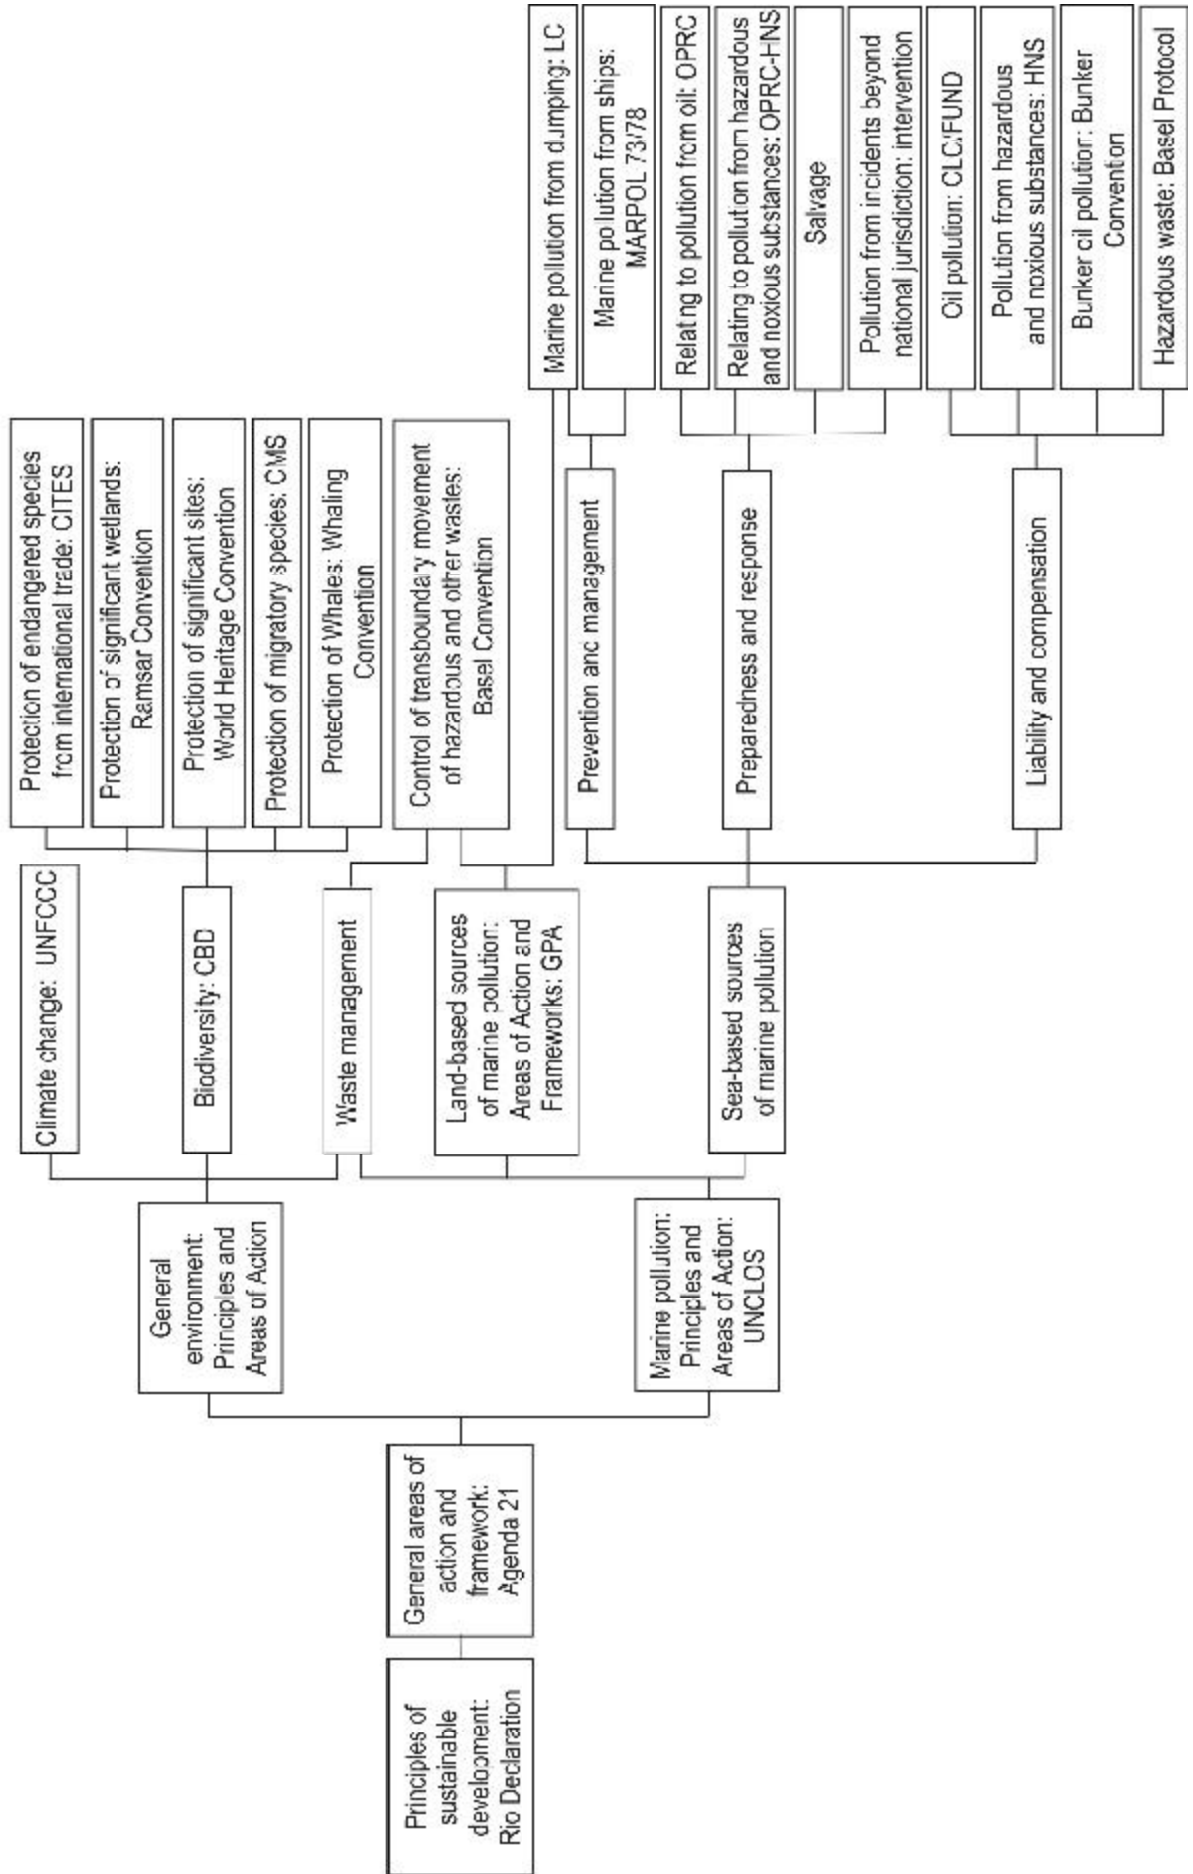 Principles of
sustainable
development:
Rio Declaration
General areas of
action and
framework:
Agenda 21
General
environment:
Principles and
Areas of Action
Marine pollution:
Principles and
Areas of Action:
UNCLOS
Climate change: UNFCCC
Biodiversity: CBD
Waste management
Land-based sources
of marine pollution:
Areas of Action and
Frameworks: GPA
Sea-based sources
of marine pollution
Protection of endangered species
from international trade: CITES
Protection of significant wetlands:
Ramsar Convention
Protection of significant sites:
World Heritage Convention
Protection of migratory species: CMS
Protection of Whales: Whaling
Convention
Control of transboundary movement
of hazardous and other wastes:
Basel Convention
Prevention and management
Preparedness and response
Liability and compensation
Marine pollution from dumping: LC
Marine pollution from ships:
MARPOL 73/78
Relating to pollution from oil: OPRC
Relating to pollution from hazardous
and noxious substances: OPRC-HNS
Salvage
Pollution from incidents beyond
national jurisdiction: intervention
Oil pollution: CLC/FUND
Pollution from hazardous
and noxious substances: HNS
Bunker oil pollution: Bunker
Convention
Hazardous waste: Basel Protocol